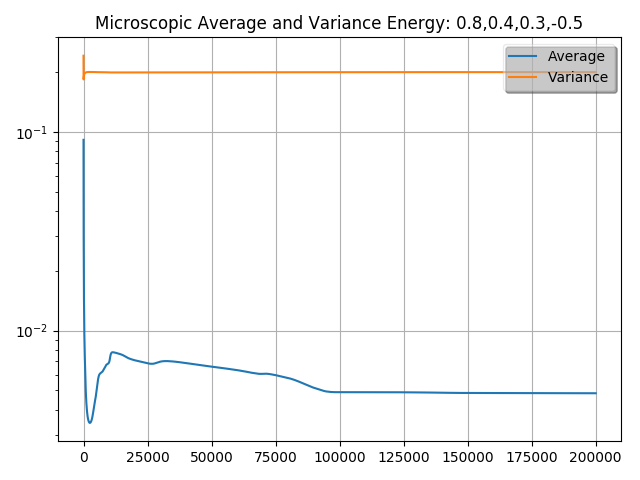 Microscopic Average and Variance Energy: 0.8,0.4,0.3,-0.5
Average
Variance
10⁻¹
10⁻²
0 25000 50000 75000 100000 125000 150000 175000 200000